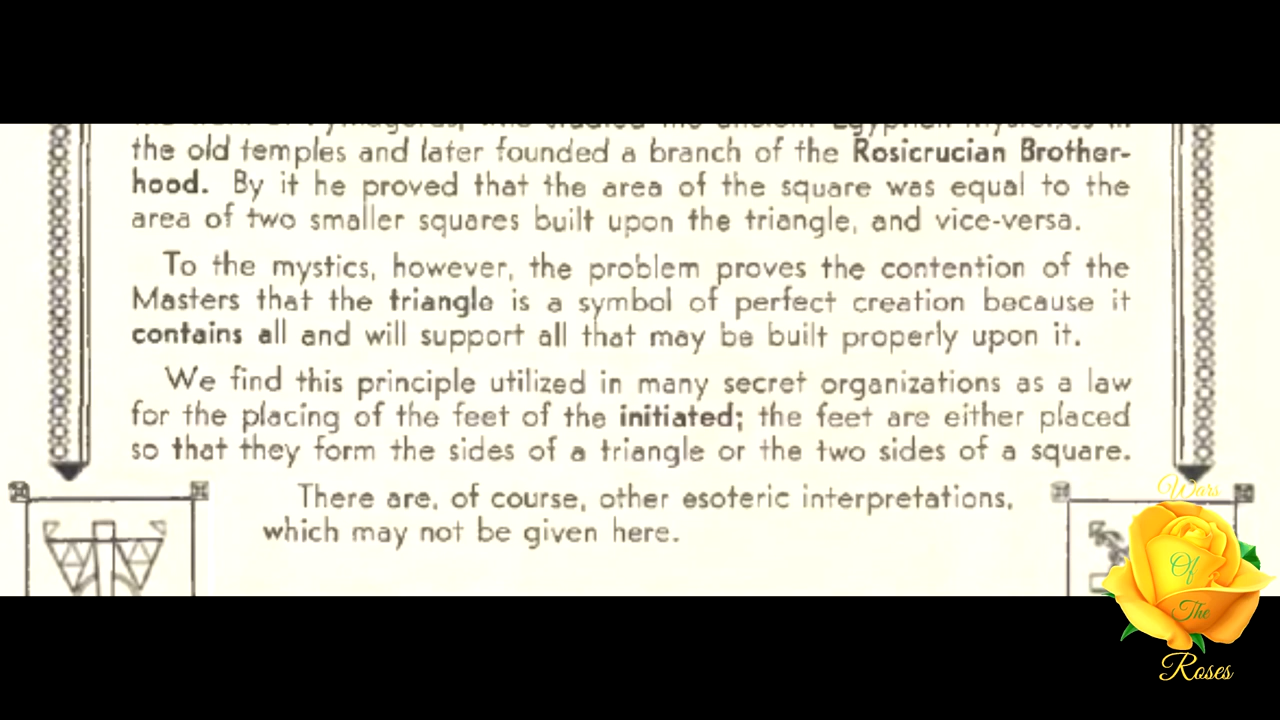 the old temples and later founded a branch of the Rosicrucian Brother-
hood. By it he proved that the area of the square was equal to the
area of two smaller squares built upon the triangle, and vice-versa.
To the mystics, however, the problem proves the contention of the
Masters that the triangle is a symbol of perfect creation because it
contains all and will support all that may be built properly upon it.
We find this principle utilized in many secret organizations as a law
for the placing of the feet of the initiated; the feet are either placed
so that they form the sides of a triangle or the two sides of a square.
There are, of course, other esoteric interpretations,
which may not be given here.
Wars
Of
The
Roses